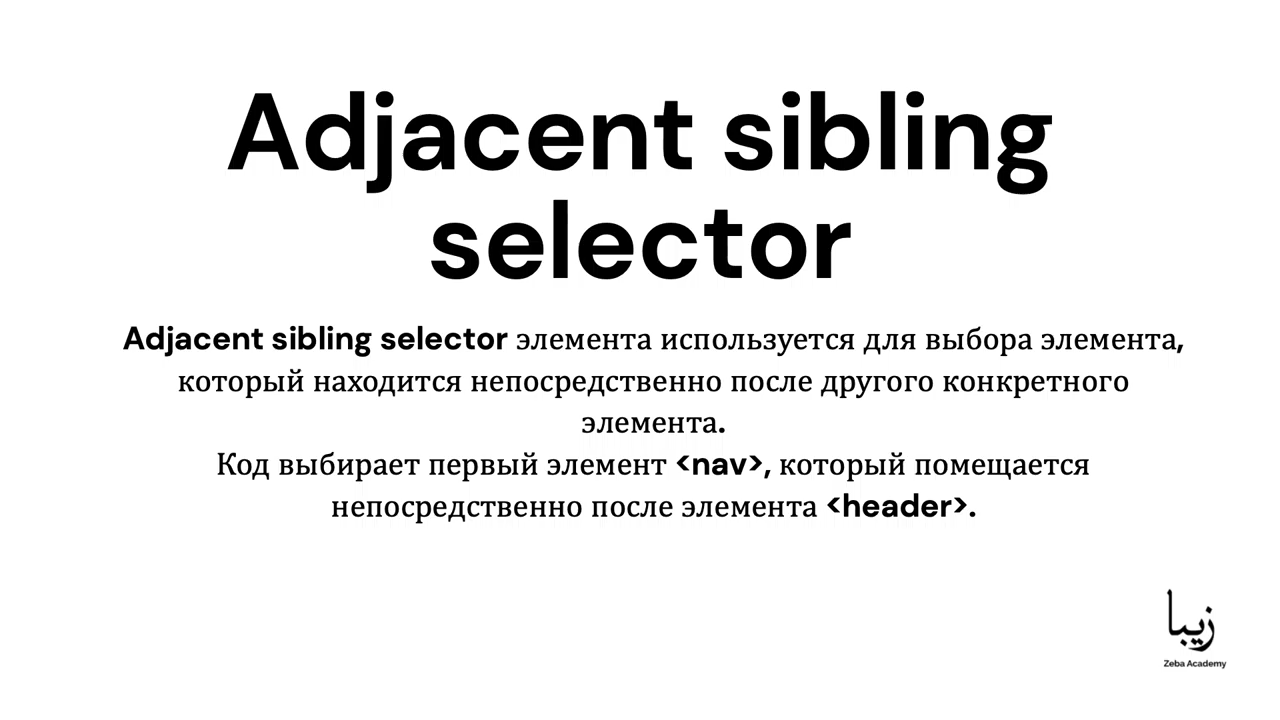 Adjacent sibling
selector
Adjacent sibling selector элемента используется для выбора элемента,
который находится непосредственно после другого конкретного
элемента.
Код выбирает первый элемент <nav>, который помещается
непосредственно после элемента <header>.
زیبا
Zeba Academy